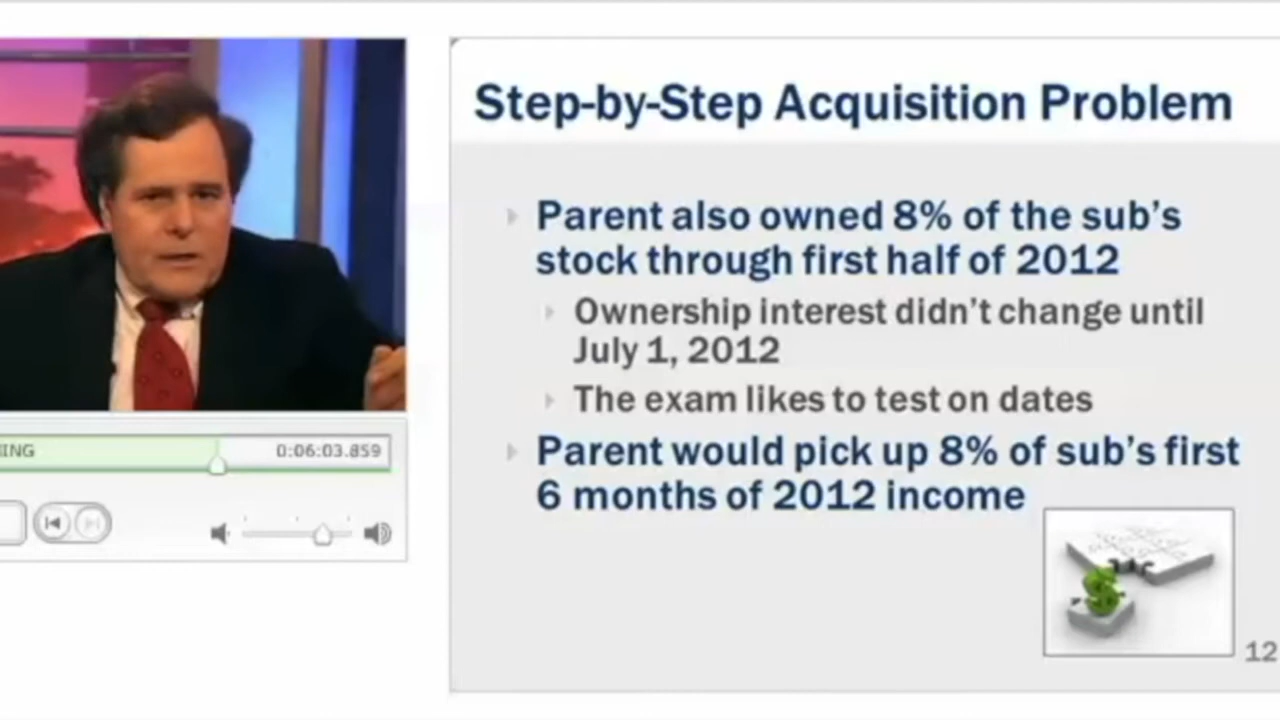 Step-by-Step Acquisition Problem
Parent also owned 8% of the sub's
stock through first half of 2012
Ownership interest didn't change until
July 1, 2012
The exam likes to test on dates
Parent would pick up 8% of sub's first
6 months of 2012 income
12
ING
0:06:03.859